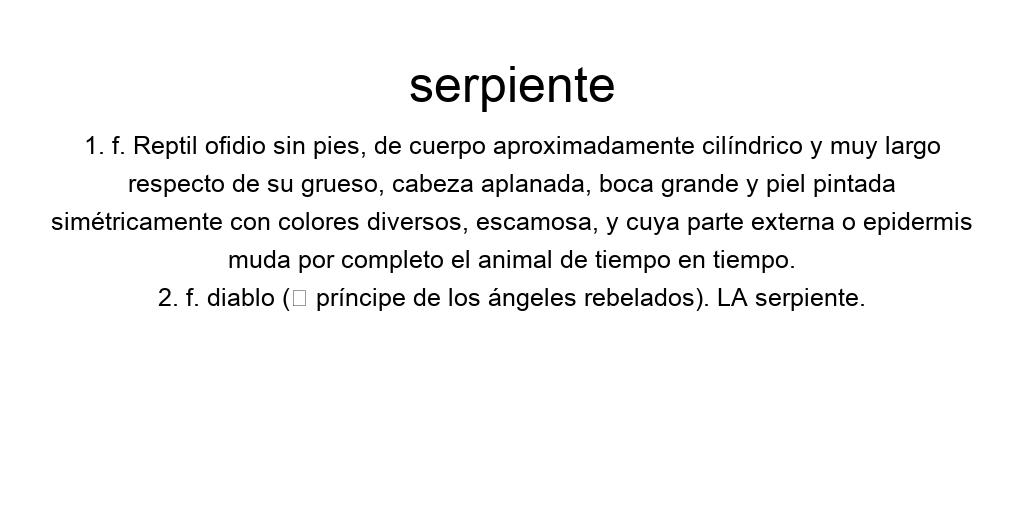 serpiente
1. f. Reptil ofidio sin pies, de cuerpo aproximadamente cilíndrico y muy largo
respecto de su grueso, cabeza aplanada, boca grande y piel pintada
simétricamente con colores diversos, escamosa, y cuya parte externa o epidermis
muda por completo el animal de tiempo en tiempo.
2. f. diablo (□ príncipe de los ángeles rebelados). LA serpiente.